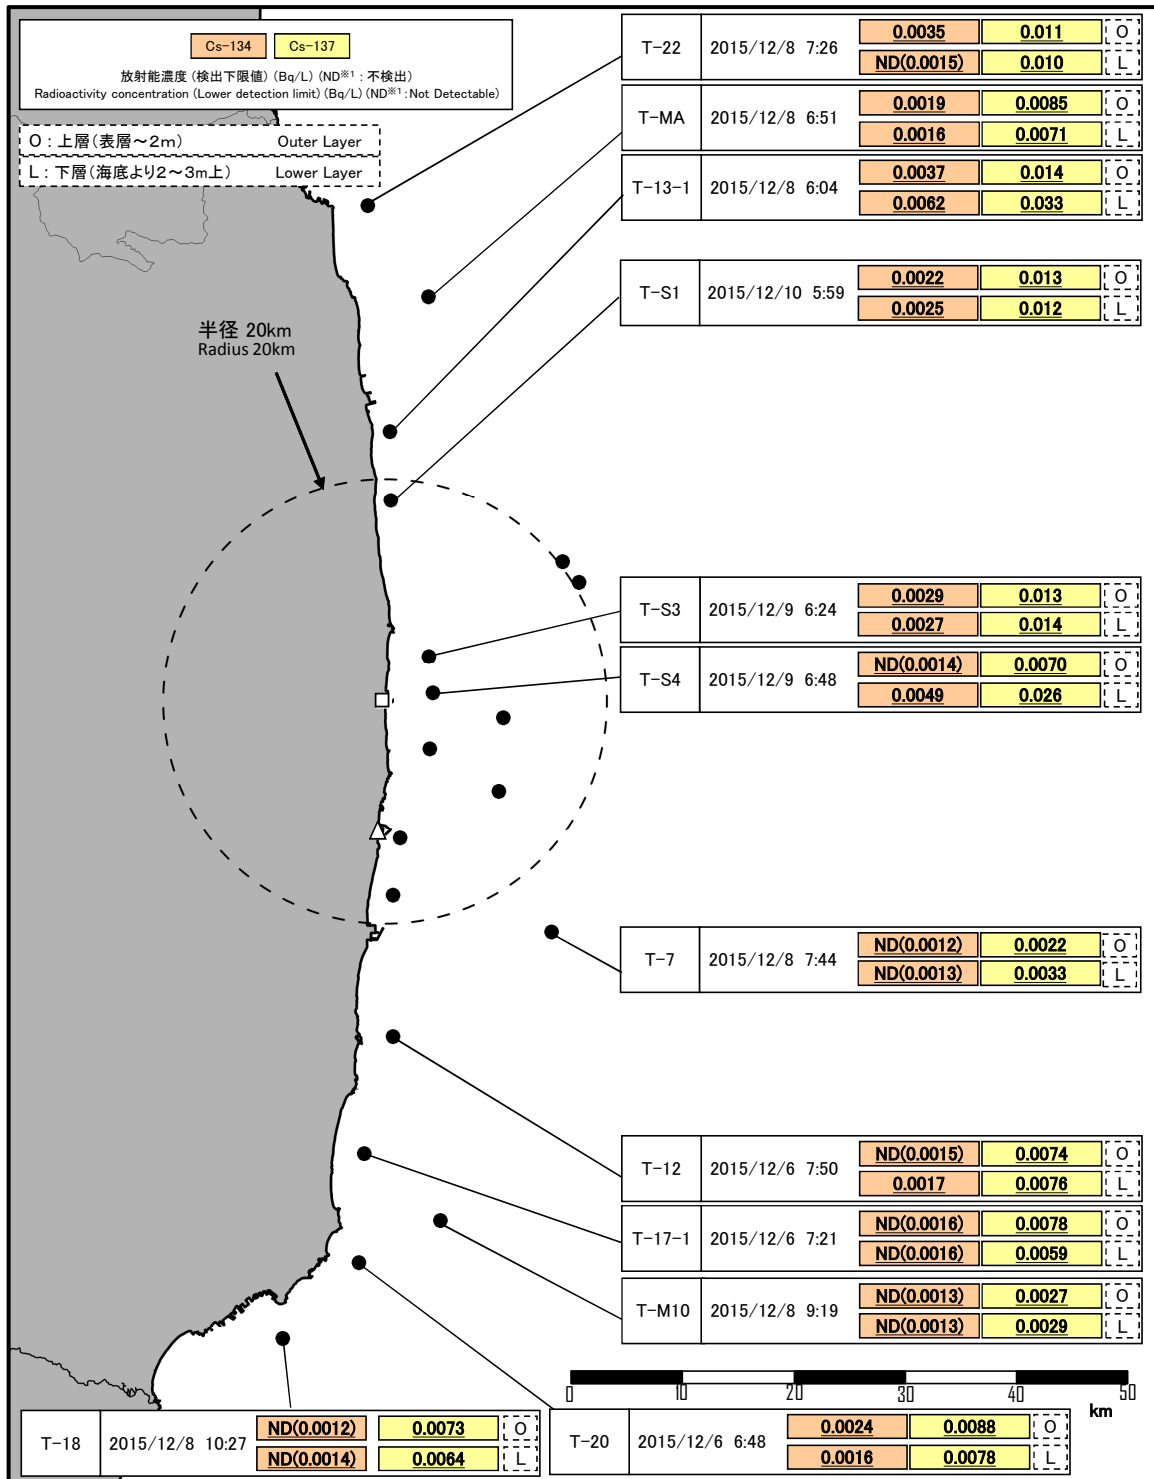 Cs-134 Cs-137
放射能濃度 (検出下限値) (Bq/L) (ND※1 : 不検出)
Radioactivity concentration (Lower detection limit) (Bq/L) (ND※1 : Not Detectable)
O : 上層(表層～2m) Outer Layer
L : 下層(海底より2～3m上) Lower Layer
半径 20km
Radius 20km
T-22 2015/12/8 7:26
0.0035 0.011 O
ND(0.0015) 0.010 L
T-MA 2015/12/8 6:51
0.0019 0.0085 O
0.0016 0.0071 L
T-13-1 2015/12/8 6:04
0.0037 0.014 O
0.0062 0.033 L
T-S1 2015/12/10 5:59
0.0022 0.013 O
0.0025 0.012 L
T-S3 2015/12/9 6:24
0.0029 0.013 O
0.0027 0.014 L
T-S4 2015/12/9 6:48
ND(0.0014) 0.0070 O
0.0049 0.026 L
T-7 2015/12/8 7:44
ND(0.0012) 0.0022 O
ND(0.0013) 0.0033 L
T-12 2015/12/6 7:50
ND(0.0015) 0.0074 O
0.0017 0.0076 L
T-17-1 2015/12/6 7:21
ND(0.0016) 0.0078 O
ND(0.0016) 0.0059 L
T-M10 2015/12/8 9:19
ND(0.0013) 0.0027 O
ND(0.0013) 0.0029 L
0 10 20 30 40 50
km
T-18 2015/12/8 10:27
ND(0.0012) 0.0073 O
ND(0.0014) 0.0064 L
T-20 2015/12/6 6:48
0.0024 0.0088 O
0.0016 0.0078 L